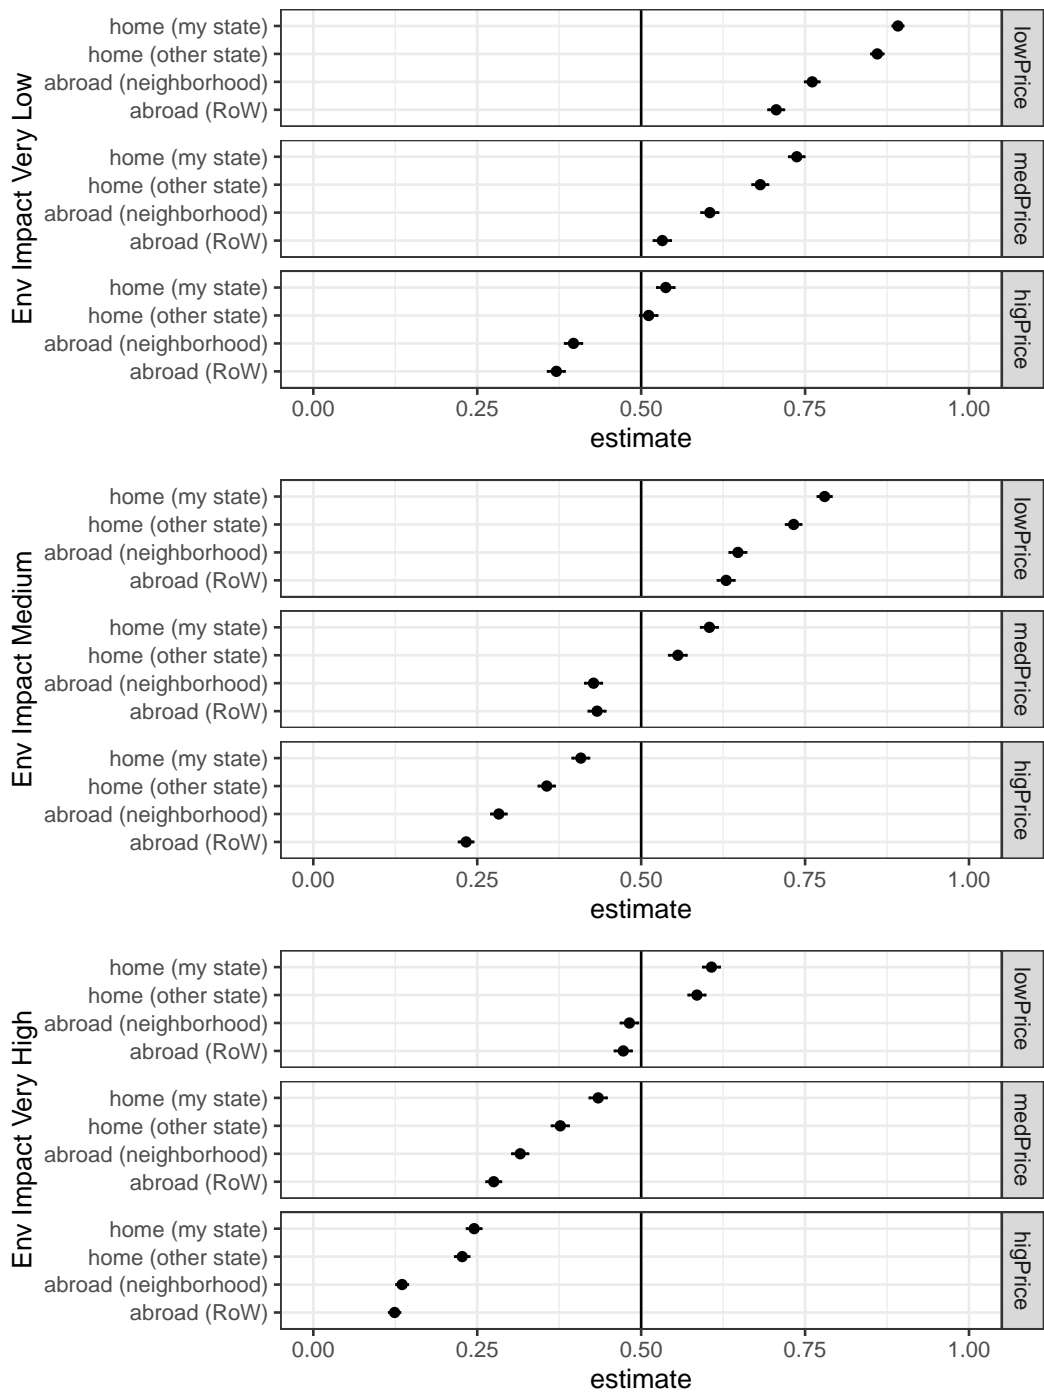 Env Impact Very Low
home (my state)
home (other state)
abroad (neighborhood)
abroad (RoW)
lowPrice
home (my state)
home (other state)
abroad (neighborhood)
abroad (RoW)
medPrice
home (my state)
home (other state)
abroad (neighborhood)
abroad (RoW)
higPrice
0.00 0.25 0.50 0.75 1.00
estimate
Env Impact Medium
home (my state)
home (other state)
abroad (neighborhood)
abroad (RoW)
lowPrice
home (my state)
home (other state)
abroad (neighborhood)
abroad (RoW)
medPrice
home (my state)
home (other state)
abroad (neighborhood)
abroad (RoW)
higPrice
0.00 0.25 0.50 0.75 1.00
estimate
Env Impact Very High
home (my state)
home (other state)
abroad (neighborhood)
abroad (RoW)
lowPrice
home (my state)
home (other state)
abroad (neighborhood)
abroad (RoW)
medPrice
home (my state)
home (other state)
abroad (neighborhood)
abroad (RoW)
higPrice
0.00 0.25 0.50 0.75 1.00
estimate